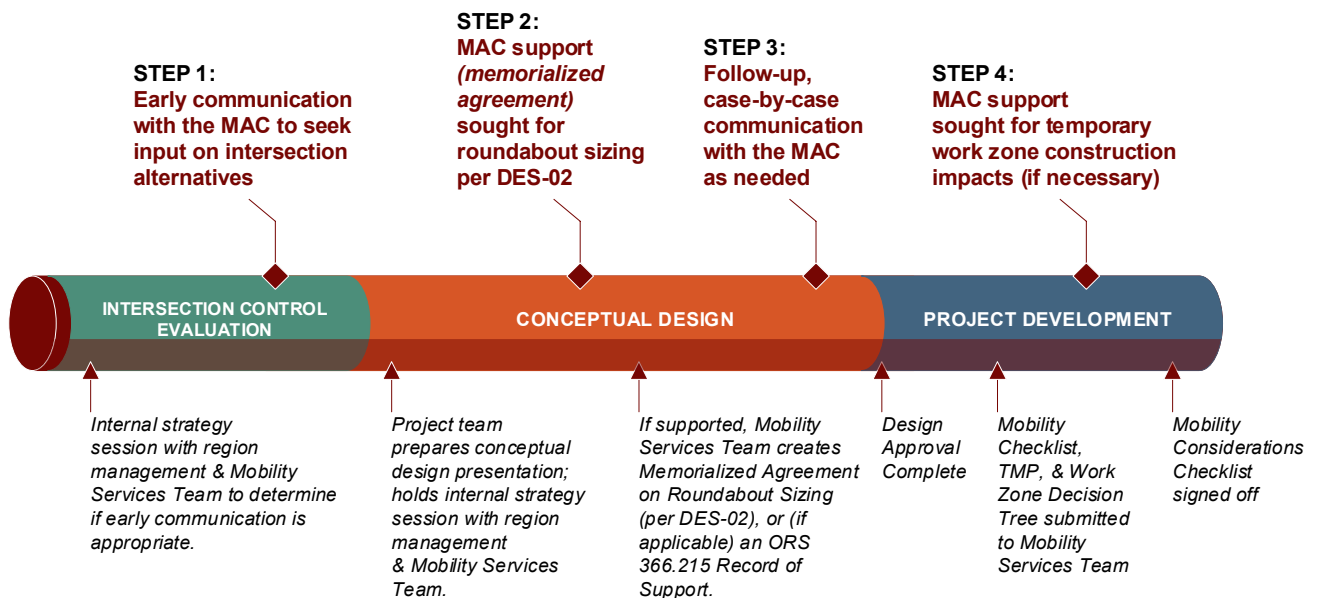 STEP 1:
Early communication
with the MAC to seek
input on intersection
alternatives
STEP 2:
MAC support
(memorialized
agreement)
sought for
roundabout sizing
per DES-02
STEP 3:
Follow-up,
case-by-case
communication
with the MAC
as needed
STEP 4:
MAC support
sought for temporary
work zone construction
impacts (if necessary)
INTERSECTION CONTROL
EVALUATION
CONCEPTUAL DESIGN
PROJECT DEVELOPMENT
Internal strategy
session with region
management & Mobility
Services Team to determine
if early communication is
appropriate.
Project team
prepares conceptual
design presentation;
holds internal strategy
session with region
management
& Mobility Services
Team.
If supported, Mobility
Services Team creates
Memorialized Agreement
on Roundabout Sizing
(per DES-02), or (if
applicable) an ORS
366.215 Record of
Support.
Design
Approval
Complete
Mobility
Checklist,
TMP, & Work
Zone Decision
Tree submitted
to Mobility
Services Team
Mobility
Considerations
Checklist
signed off